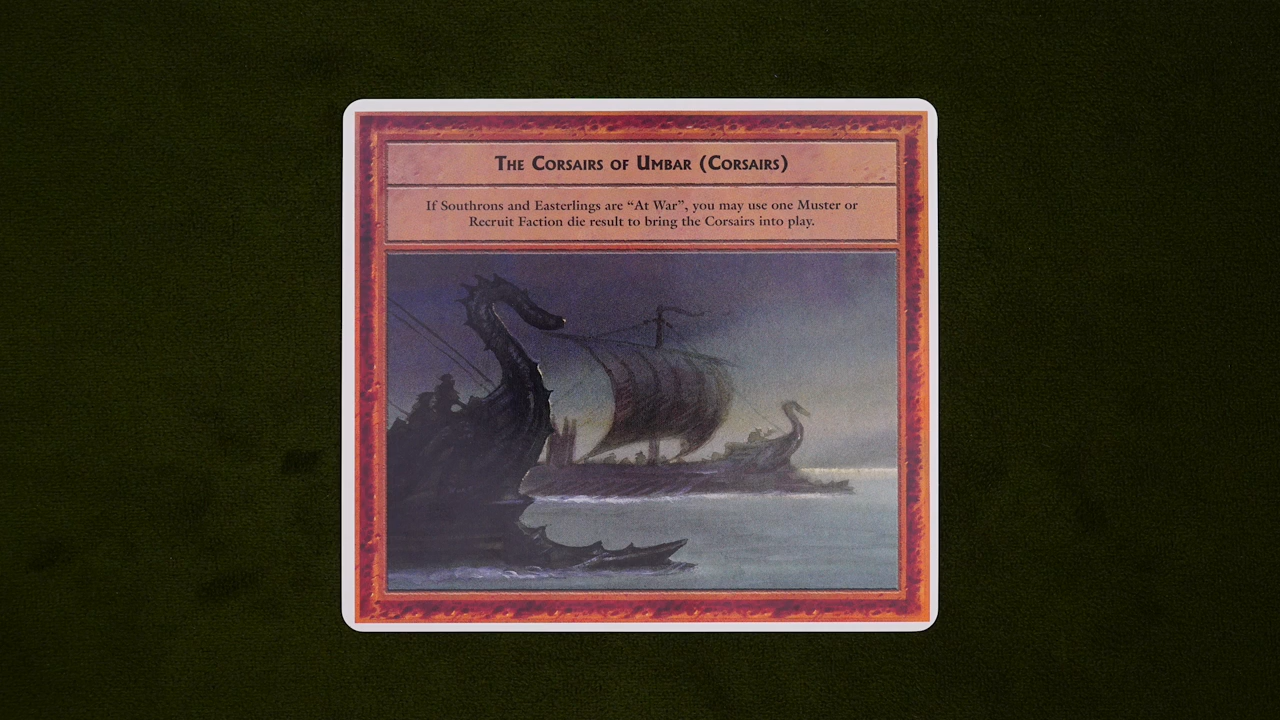 The Corsairs of Umbar (Corsairs)
If Southrons and Easterlings are “At War”, you may use one Muster or
Recruit Faction die result to bring the Corsairs into play.